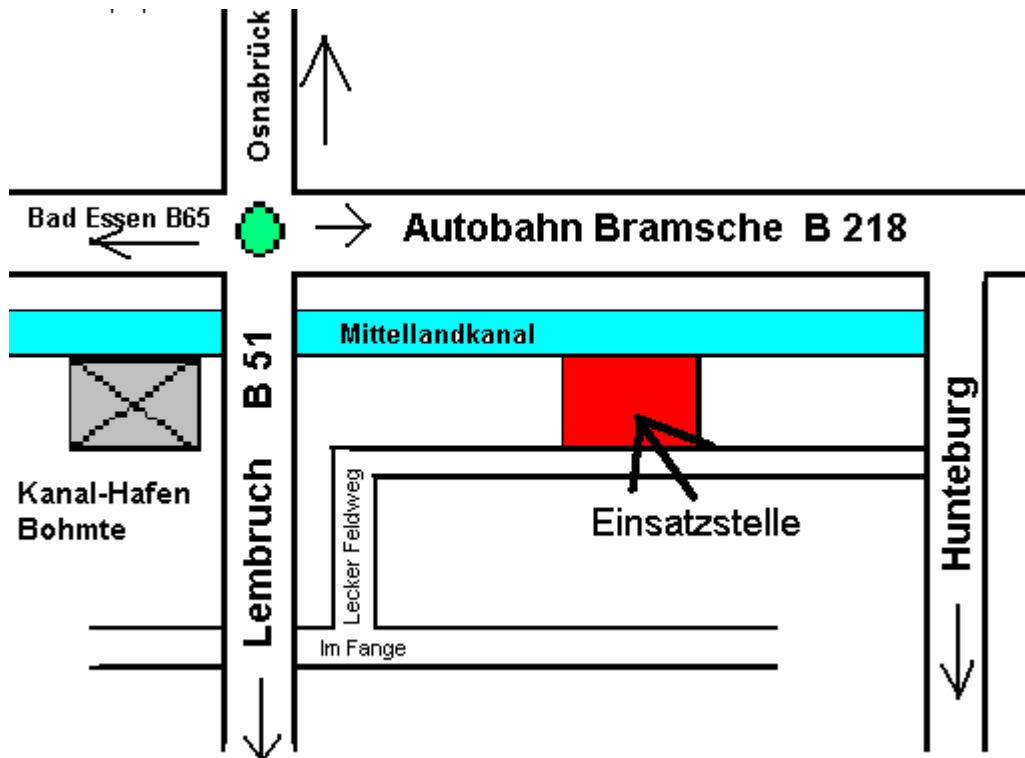 Osnabrück
Bad Essen B65
Autobahn Bramsche B 218
Mittellandkanal
Lembruch B 51
Kanal-Hafen
Bohmte
Lecker Feldweg
Einsatzstelle
Hunteburg
Im Fange